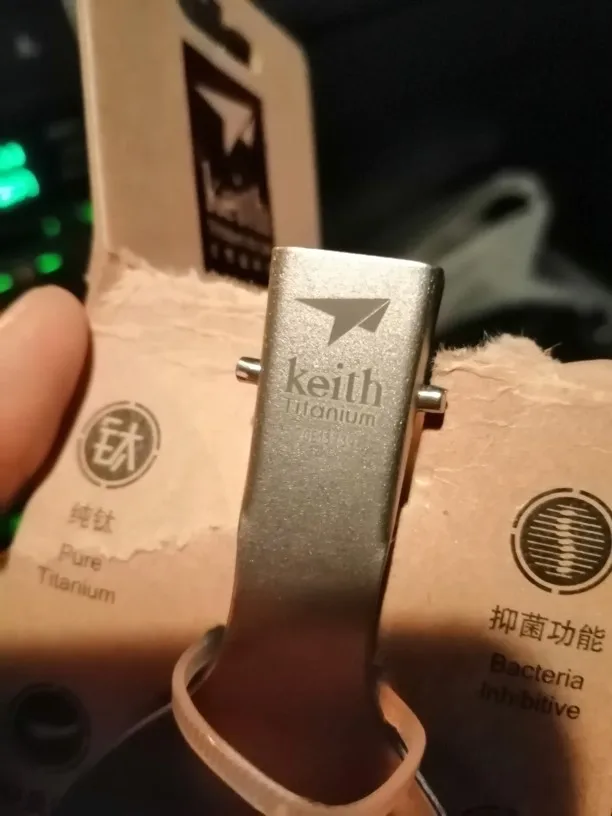 keith
Titanium
钛
纯钛
Pure
Titanium
抑菌功能
Bacteria
Inhibitive